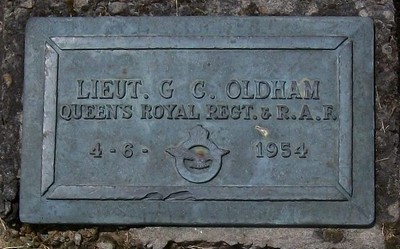 LIEUT. G C. OLDHAM
QUEEN'S ROYAL REGT. & R.A.F.
4 - 6 - 1954